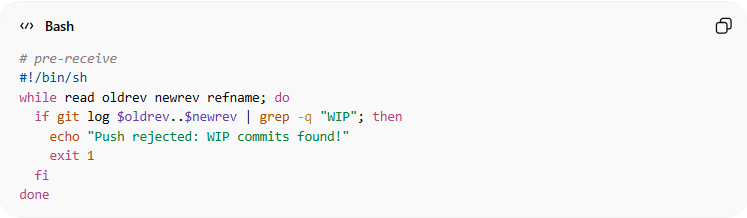 Bash
# pre-receive
#!/bin/sh
while read oldrev newrev refname; do
  if git log $oldrev..$newrev | grep -q "WIP"; then
    echo "Push rejected: WIP commits found!"
    exit 1
  fi
done